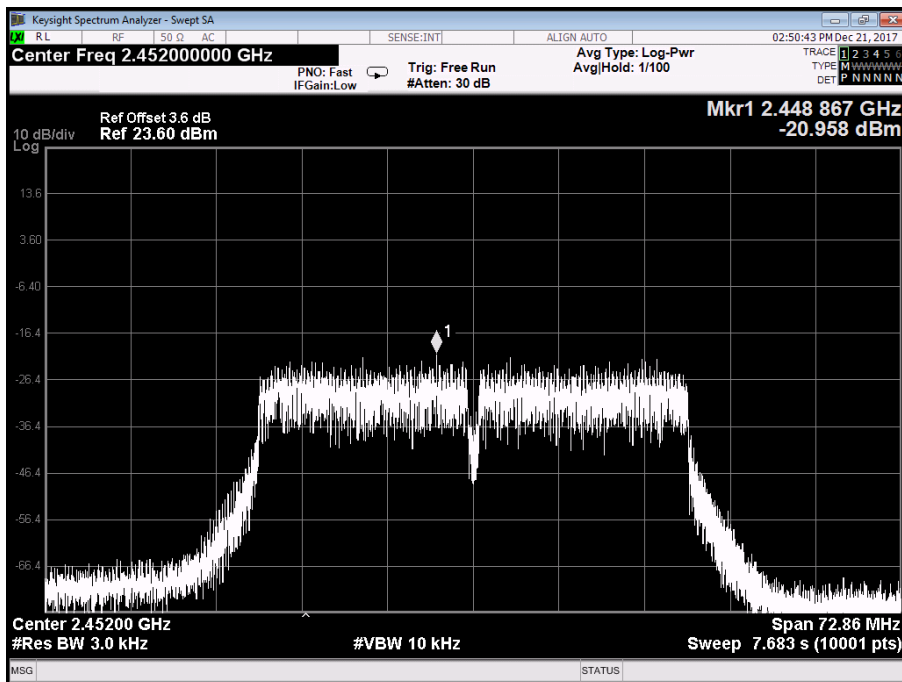 Keysight Spectrum Analyzer - Swept SA
LXI RL RF 50 Ω AC SENSE:INT ALIGN AUTO 02:50:43 PM Dec 21, 2017
Center Freq 2.452000000 GHz
PNO: Fast
IFGain:Low
Trig: Free Run
#Atten: 30 dB
Avg Type: Log-Pwr
Avg|Hold: 1/100
TRACE 1 2 3 4 5 6
TYPE M W W W W W
DET P N N N N N
Mkr1 2.448 867 GHz
-20.958 dBm
Ref Offset 3.6 dB
10 dB/div Ref 23.60 dBm
Log
13.6
3.60
-6.40
1
-16.4
-26.4
-36.4
-46.4
-56.4
-66.4
Center 2.45200 GHz Span 72.86 MHz
#Res BW 3.0 kHz #VBW 10 kHz Sweep 7.683 s (10001 pts)
MSG STATUS